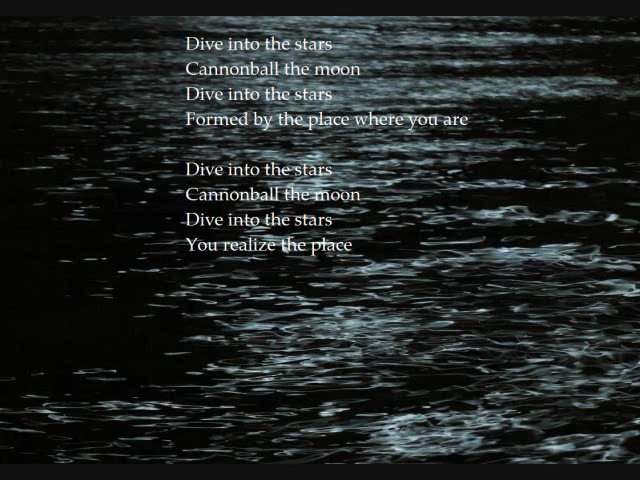 Dive into the stars
Cannonball the moon
Dive into the stars
Formed by the place where you are
Dive into the stars
Cannonball the moon
Dive into the stars
You realize the place